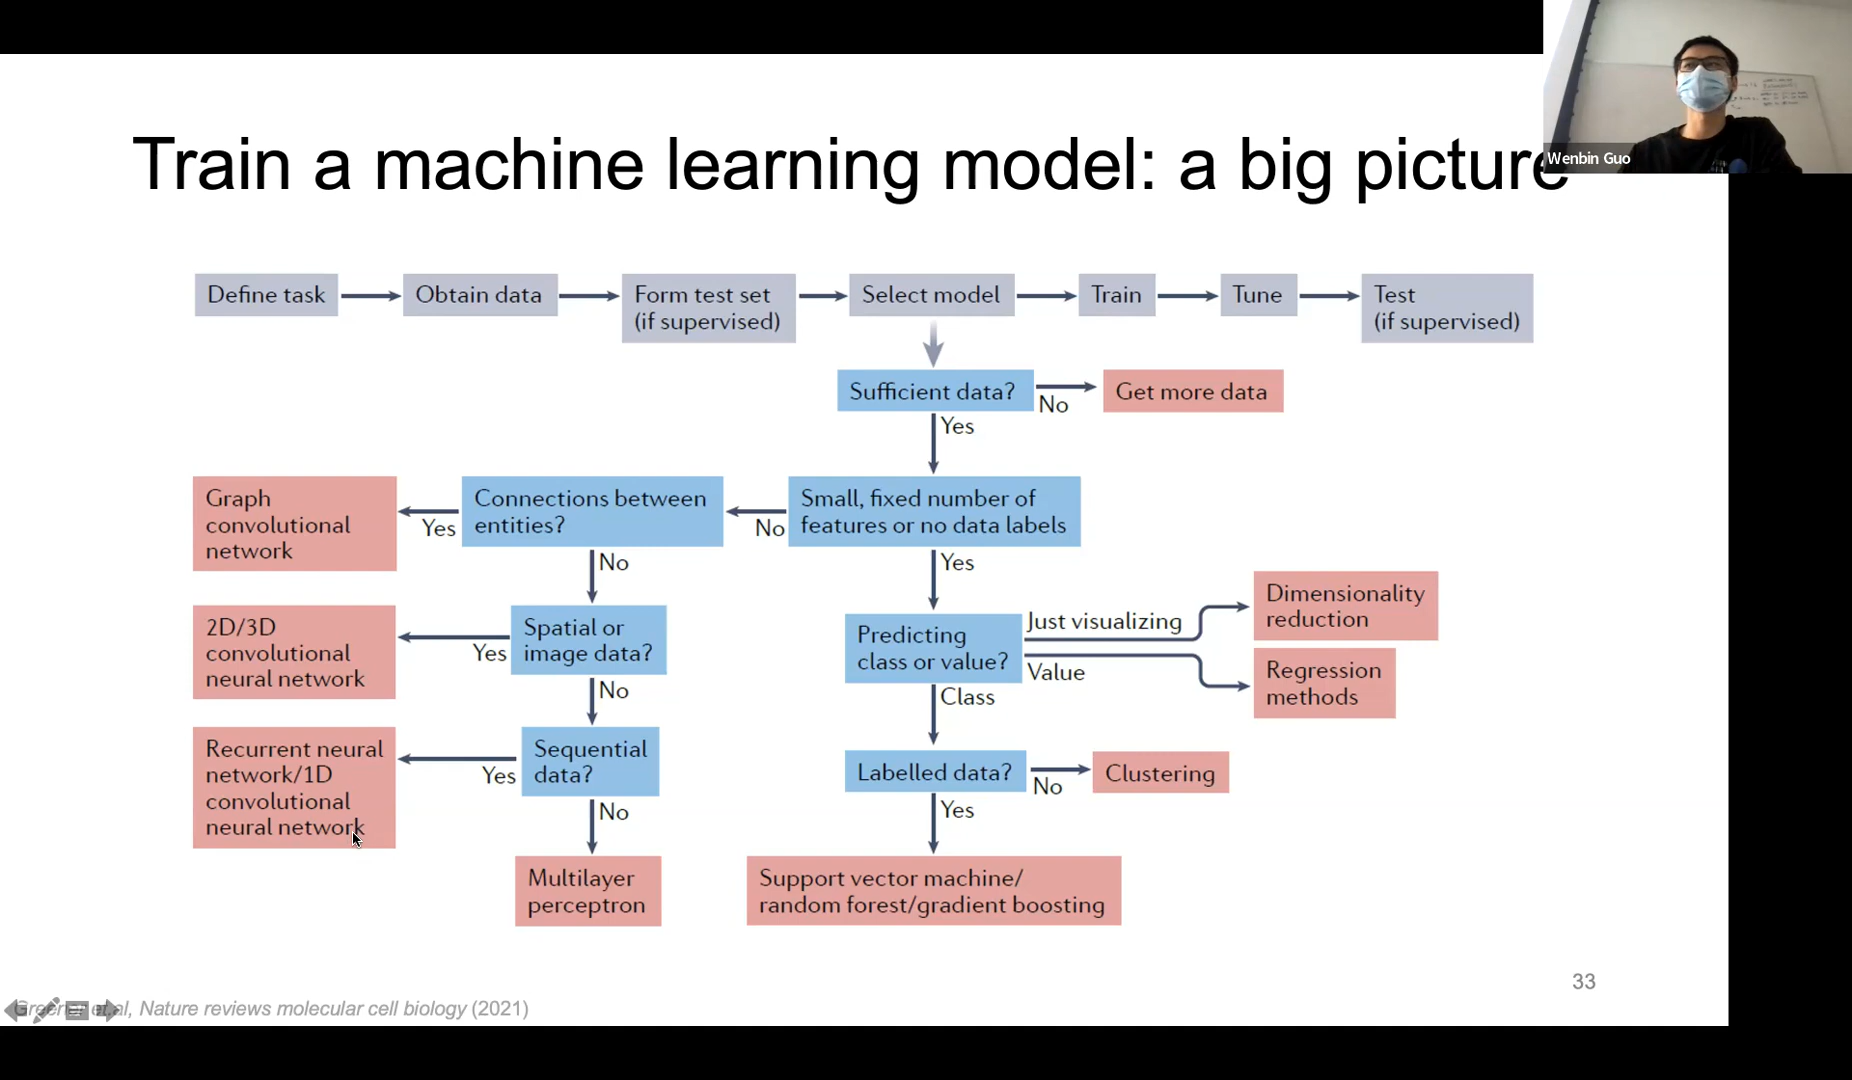 Wenbin Guo
Train a machine learning model: a big picture
Define task
Obtain data
Form test set
(if supervised)
Select model
Train
Tune
Test
(if supervised)
Sufficient data?
No
Get more data
Yes
Graph
convolutional
network
Yes
Connections between
entities?
No
Small, fixed number of
features or no data labels
No
Yes
2D/3D
convolutional
neural network
Yes
Spatial or
image data?
Predicting
class or value?
Just visualizing
Value
Dimensionality
reduction
Regression
methods
No
Class
Recurrent neural
network/1D
convolutional
neural network
Yes
Sequential
data?
Labelled data?
No
Clustering
No
Yes
Multilayer
perceptron
Support vector machine/
random forest/gradient boosting
33
Greener et al, Nature reviews molecular cell biology (2021)